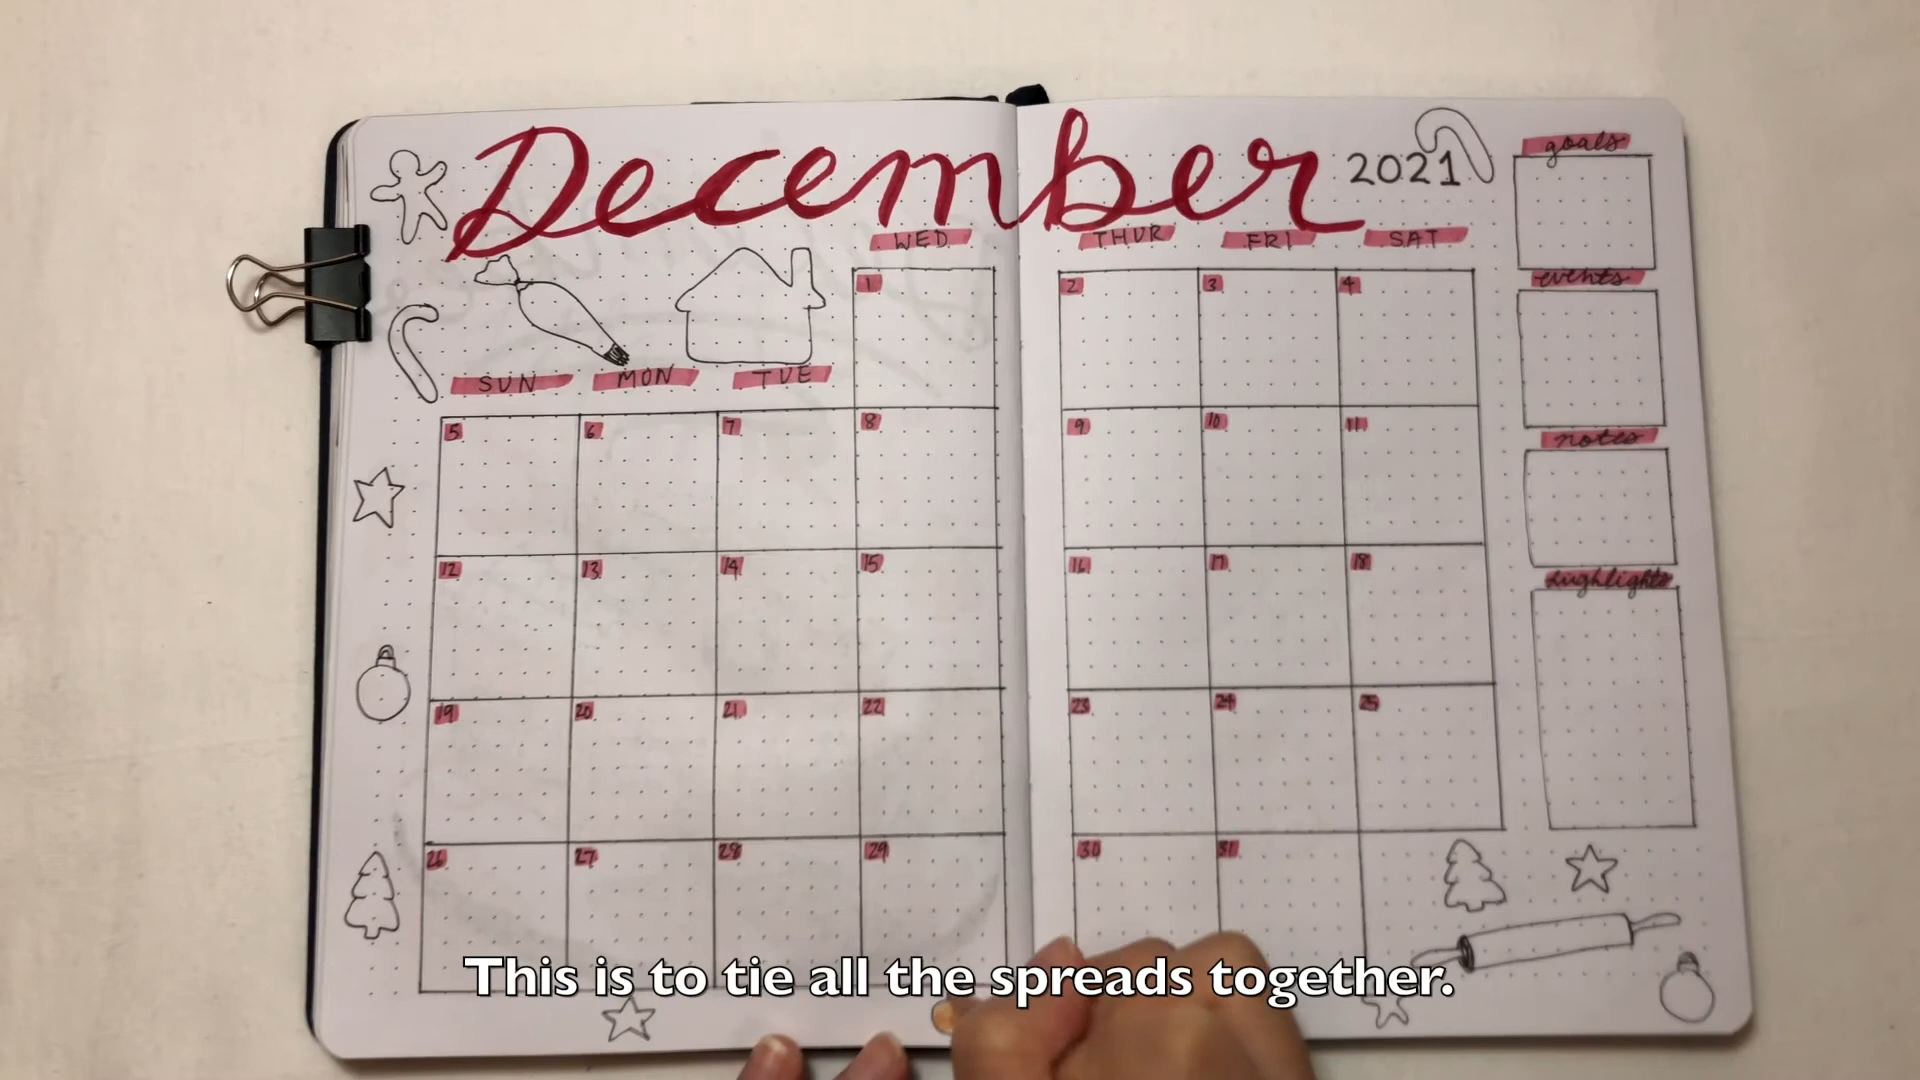 December 2021
WED THUR FRI SAT
goals
1 2 3 4
events
SUN MON TUE
5 6 7 8 9 10 11
notes
12 13 14 15 16 17 18
highlights
19 20 21 22 23 24 25
26 27 28 29 30 31
This is to tie all the spreads together.